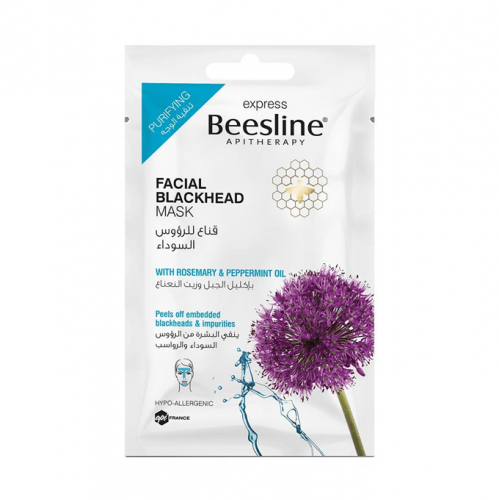 PURIFYING
تنقية الوجه
express
Beesline®
APITHERAPY
FACIAL
BLACKHEAD
MASK
قناع للرؤوس
السوداء
WITH ROSEMARY & PEPPERMINT OIL
بإكليل الجبل وزيت النعناع
Peels off embedded
blackheads & impurities
ينقي البشرة من الرؤوس
السوداء والرواسب
HYPO-ALLERGENIC
api FRANCE